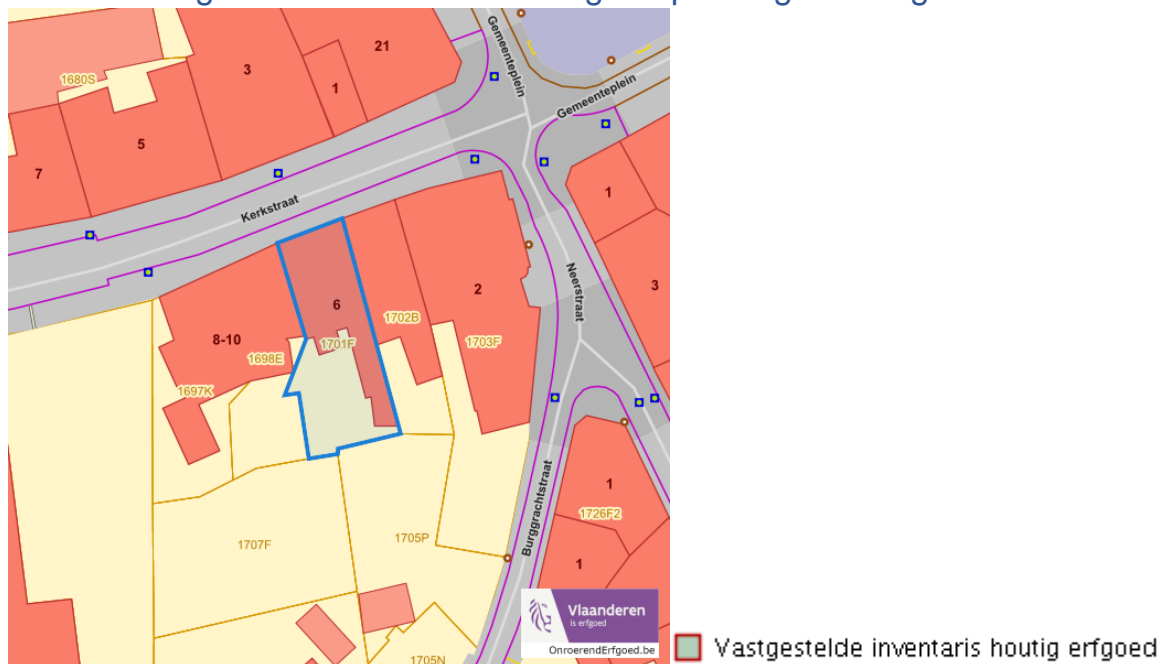 21
3
1
1680S
5
7
Gemeenteplein
Gemeenteplein
1
Kerkstraat
Neerstraat
3
6
2
1702B
8-10
1701F
1703F
1698E
1697K
1
1726F2
Burggrachtstraat
1705P
1707F
1
Vlaanderen
is erfgoed
OnroerendErfgoed.be
1705N
Vastgestelde inventaris houtig erfgoed